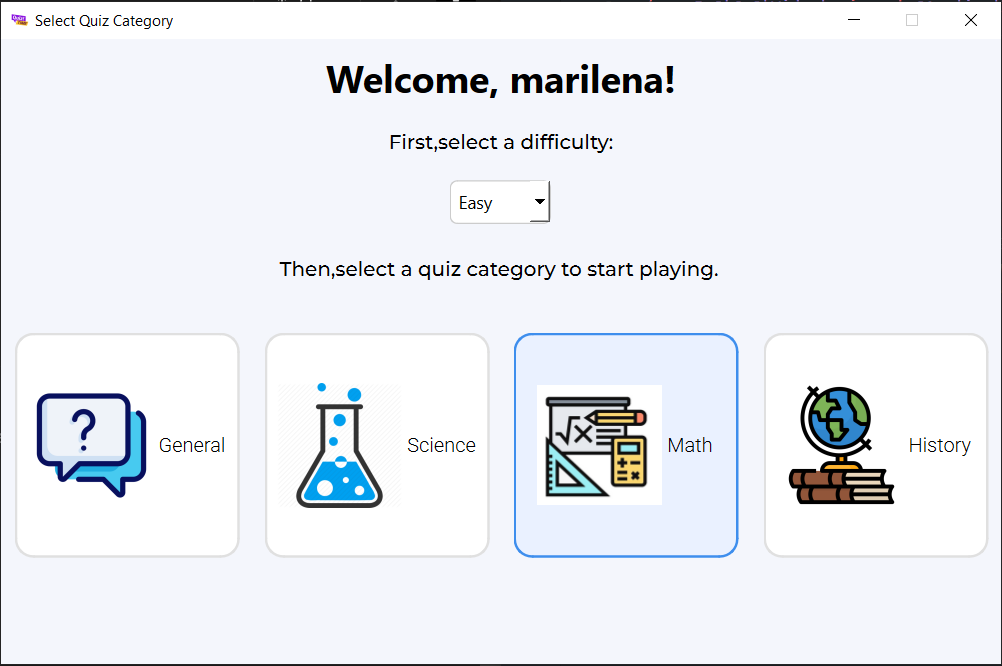 Select Quiz Category
Welcome, marilena!
First,select a difficulty:
Easy
Then,select a quiz category to start playing.
General
Science
Math
History